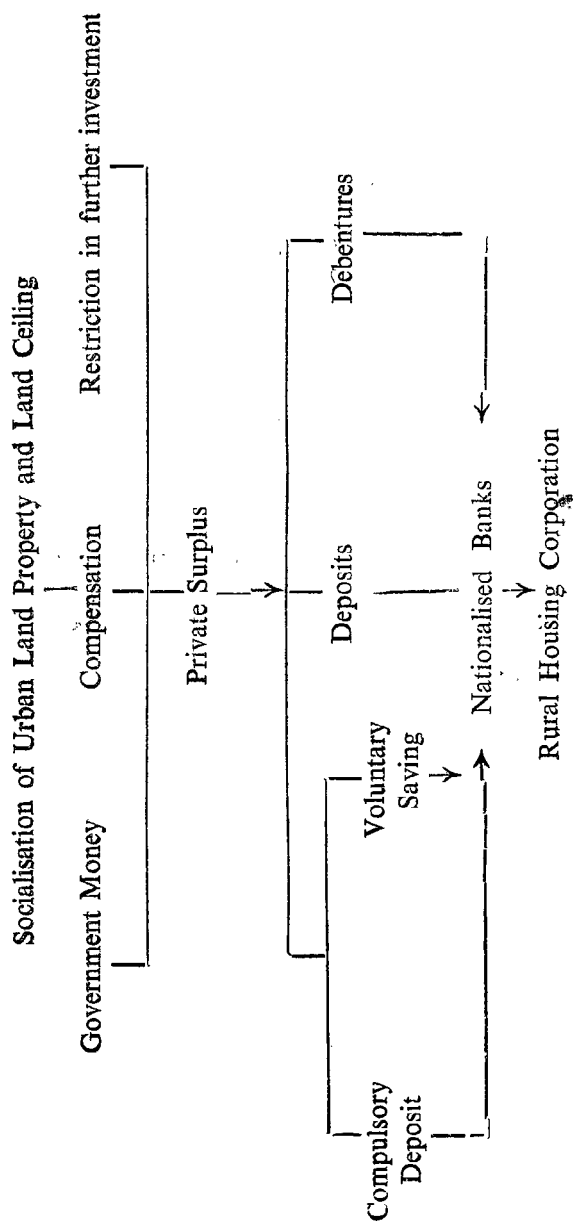 Socialisation of Urban Land Property and Land Ceiling
Government Money Compensation Restriction in further investment
Private Surplus
Deposits Debentures
Compulsory Deposit
Voluntary Saving
Nationalised Banks
Rural Housing Corporation